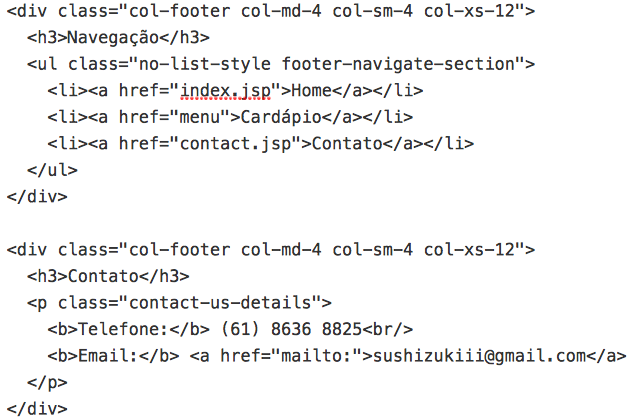 <div class="col-footer col-md-4 col-sm-4 col-xs-12">
  <h3>Navegação</h3>
  <ul class="no-list-style footer-navigate-section">
    <li><a href="index.jsp">Home</a></li>
    <li><a href="menu">Cardápio</a></li>
    <li><a href="contact.jsp">Contato</a></li>
  </ul>
</div>

<div class="col-footer col-md-4 col-sm-4 col-xs-12">
  <h3>Contato</h3>
  <p class="contact-us-details">
    <b>Telefone:</b> (61) 8636 8825<br/>
    <b>Email:</b> <a href="mailto:">sushizukiii@gmail.com</a>
  </p>
</div>